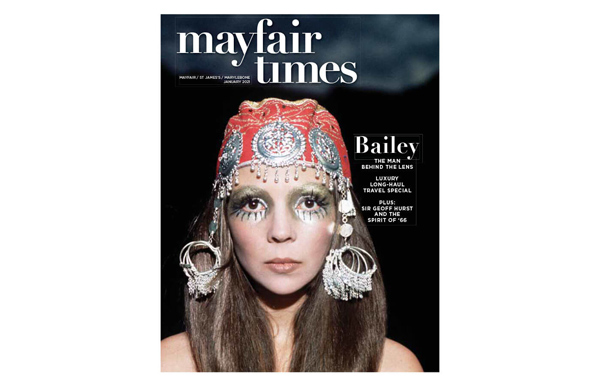 mayfair
times
MAYFAIR / ST JAMES'S / MARYLEBONE
JANUARY 2021
Bailey
THE MAN
BEHIND THE LENS
LUXURY
LONG-HAUL
TRAVEL SPECIAL
PLUS:
SIR GEOFF HURST
AND THE
SPIRIT OF '66